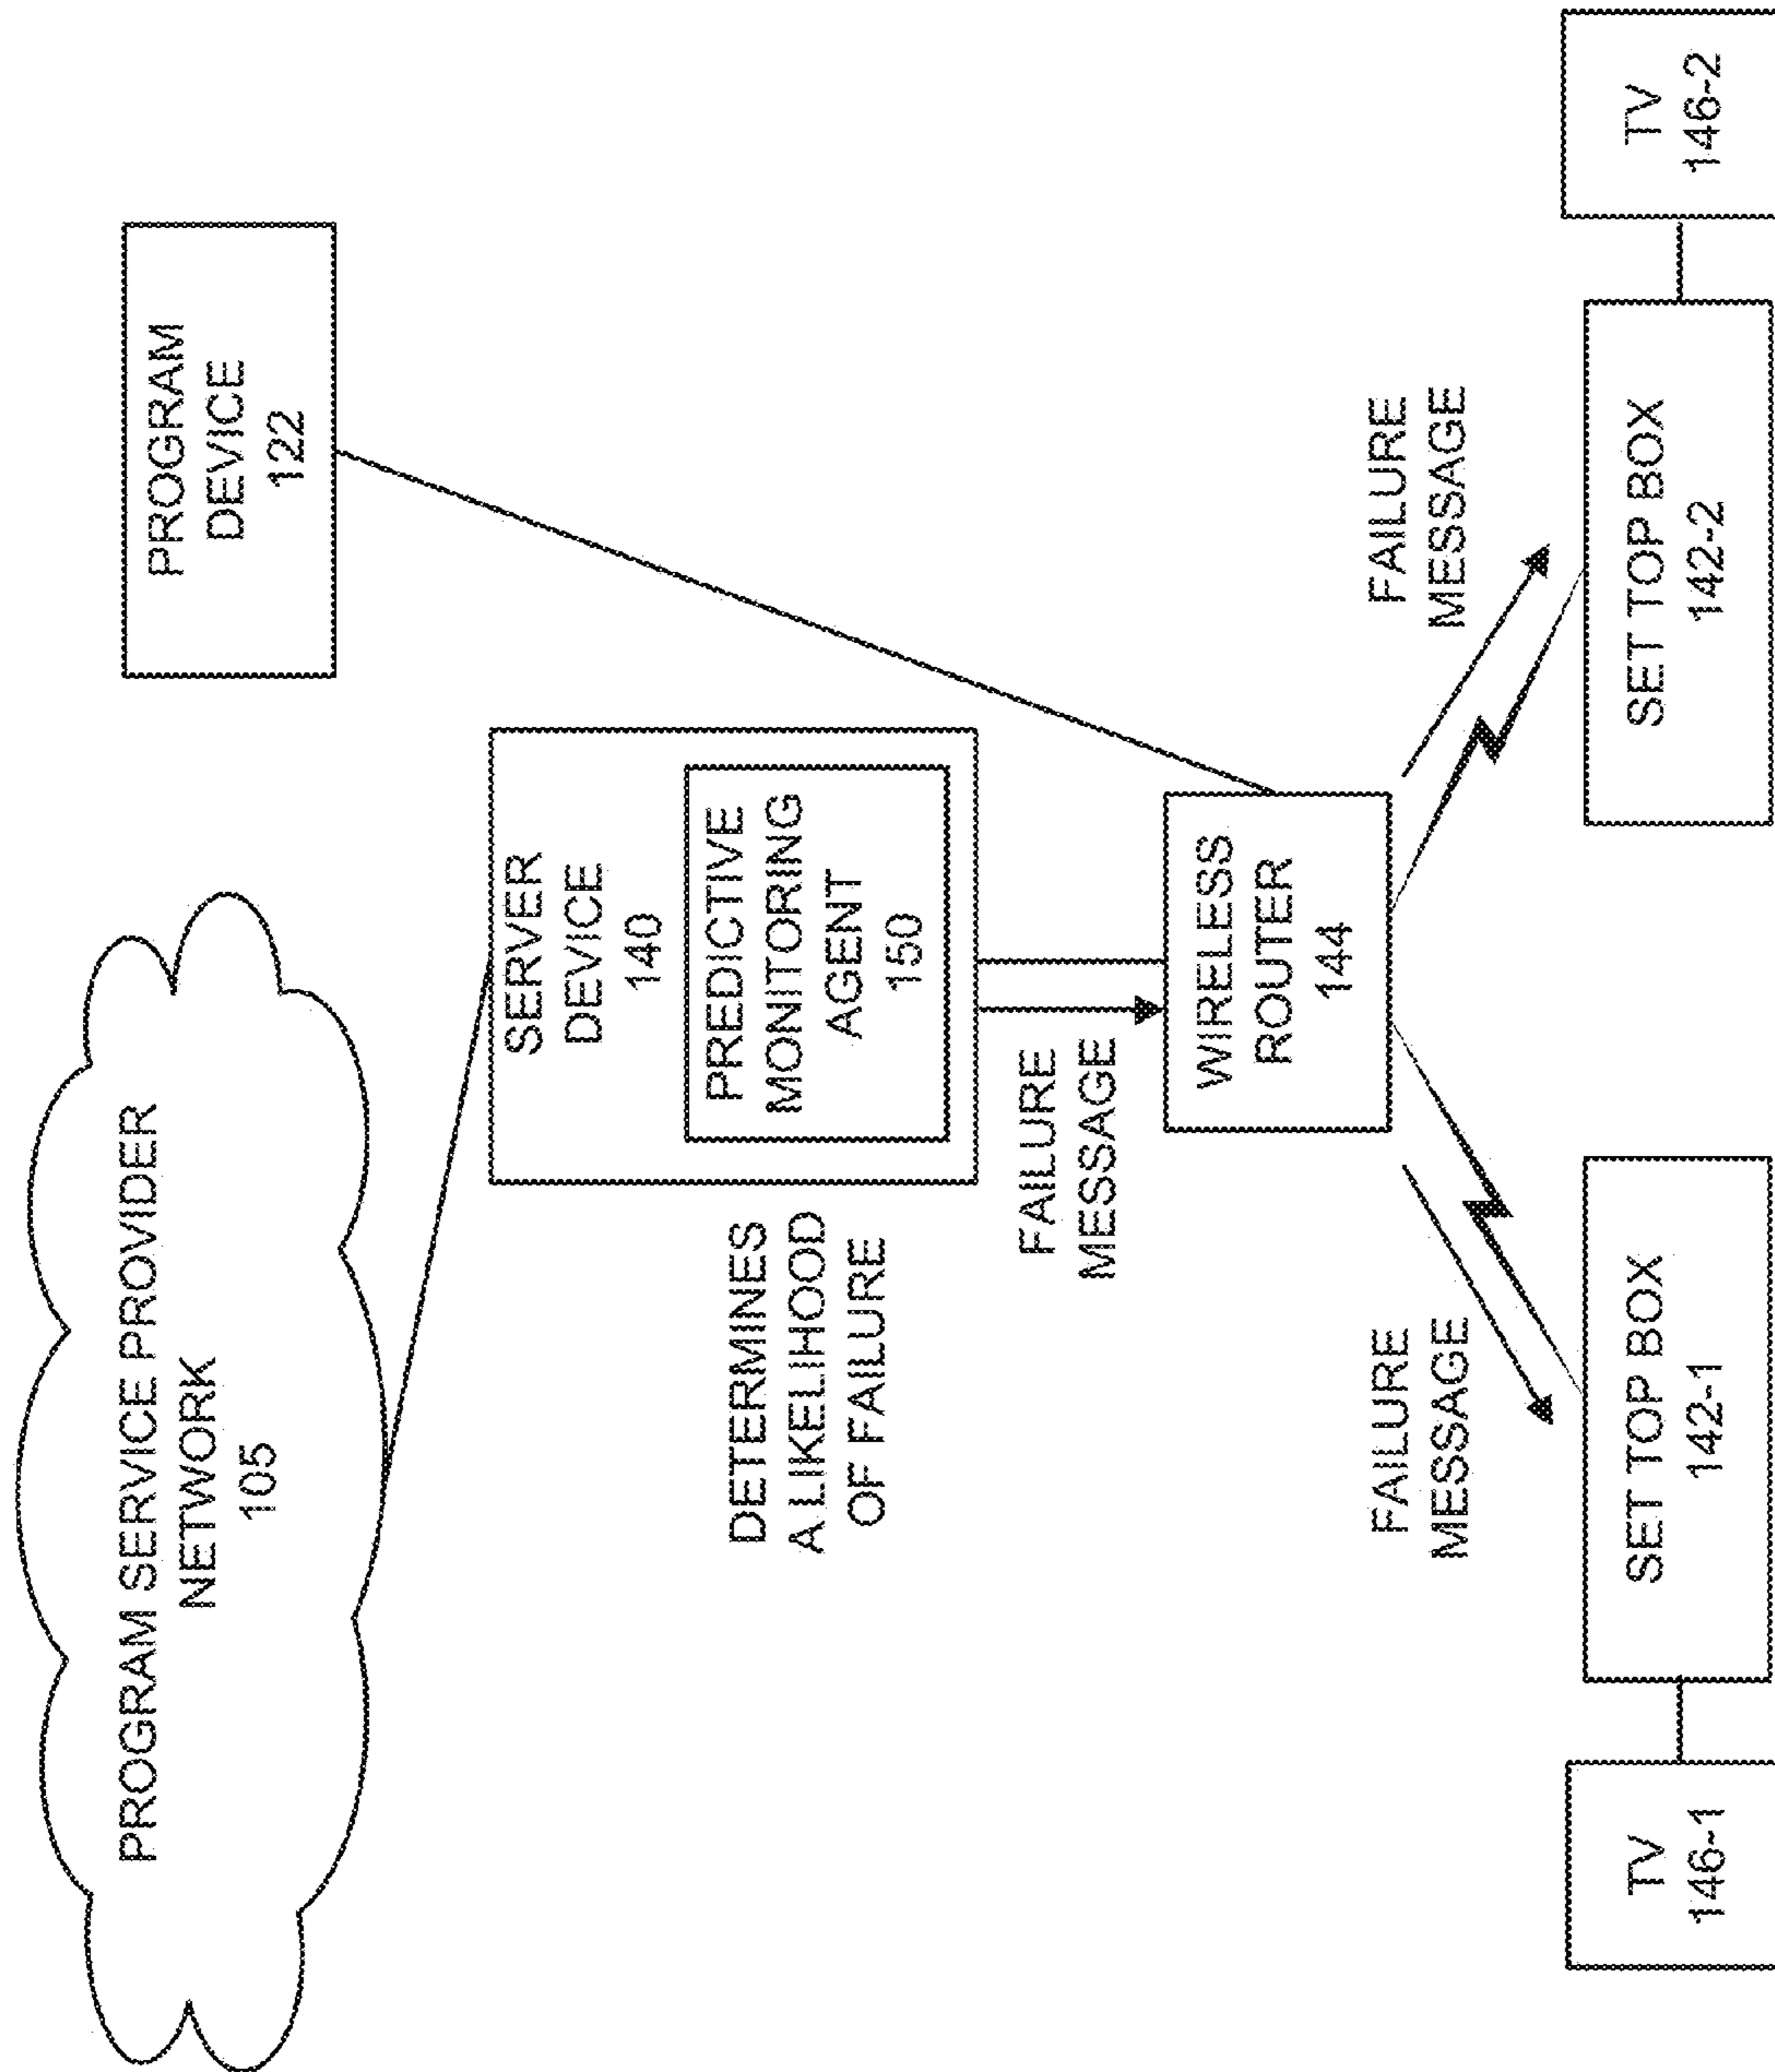 PROGRAM SERVICE PROVIDER
NETWORK
105
PROGRAM
DEVICE
122
SERVER
DEVICE
140
PREDICTIVE
MONITORING
AGENT
150
DETERMINES
A LIKELIHOOD
OF FAILURE
FAILURE
MESSAGE
WIRELESS
ROUTER
144
FAILURE
MESSAGE
FAILURE
MESSAGE
TV
146-1
SET TOP BOX
142-1
SET TOP BOX
142-2
TV
146-2